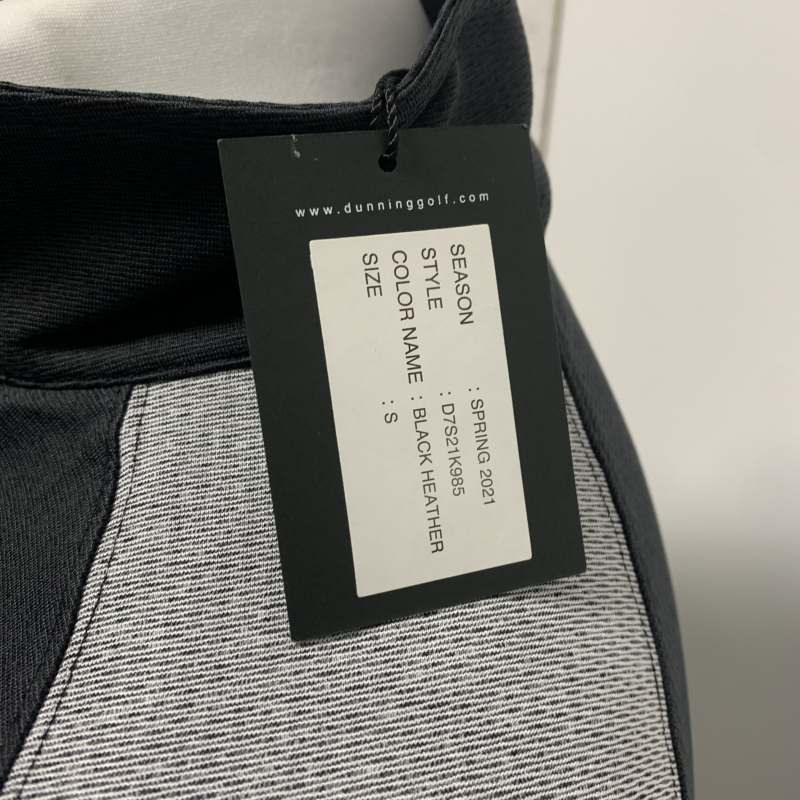 www.dunninggolf.com
SEASON : SPRING 2021
STYLE : D7S21K985
COLOR NAME : BLACK HEATHER
SIZE : S